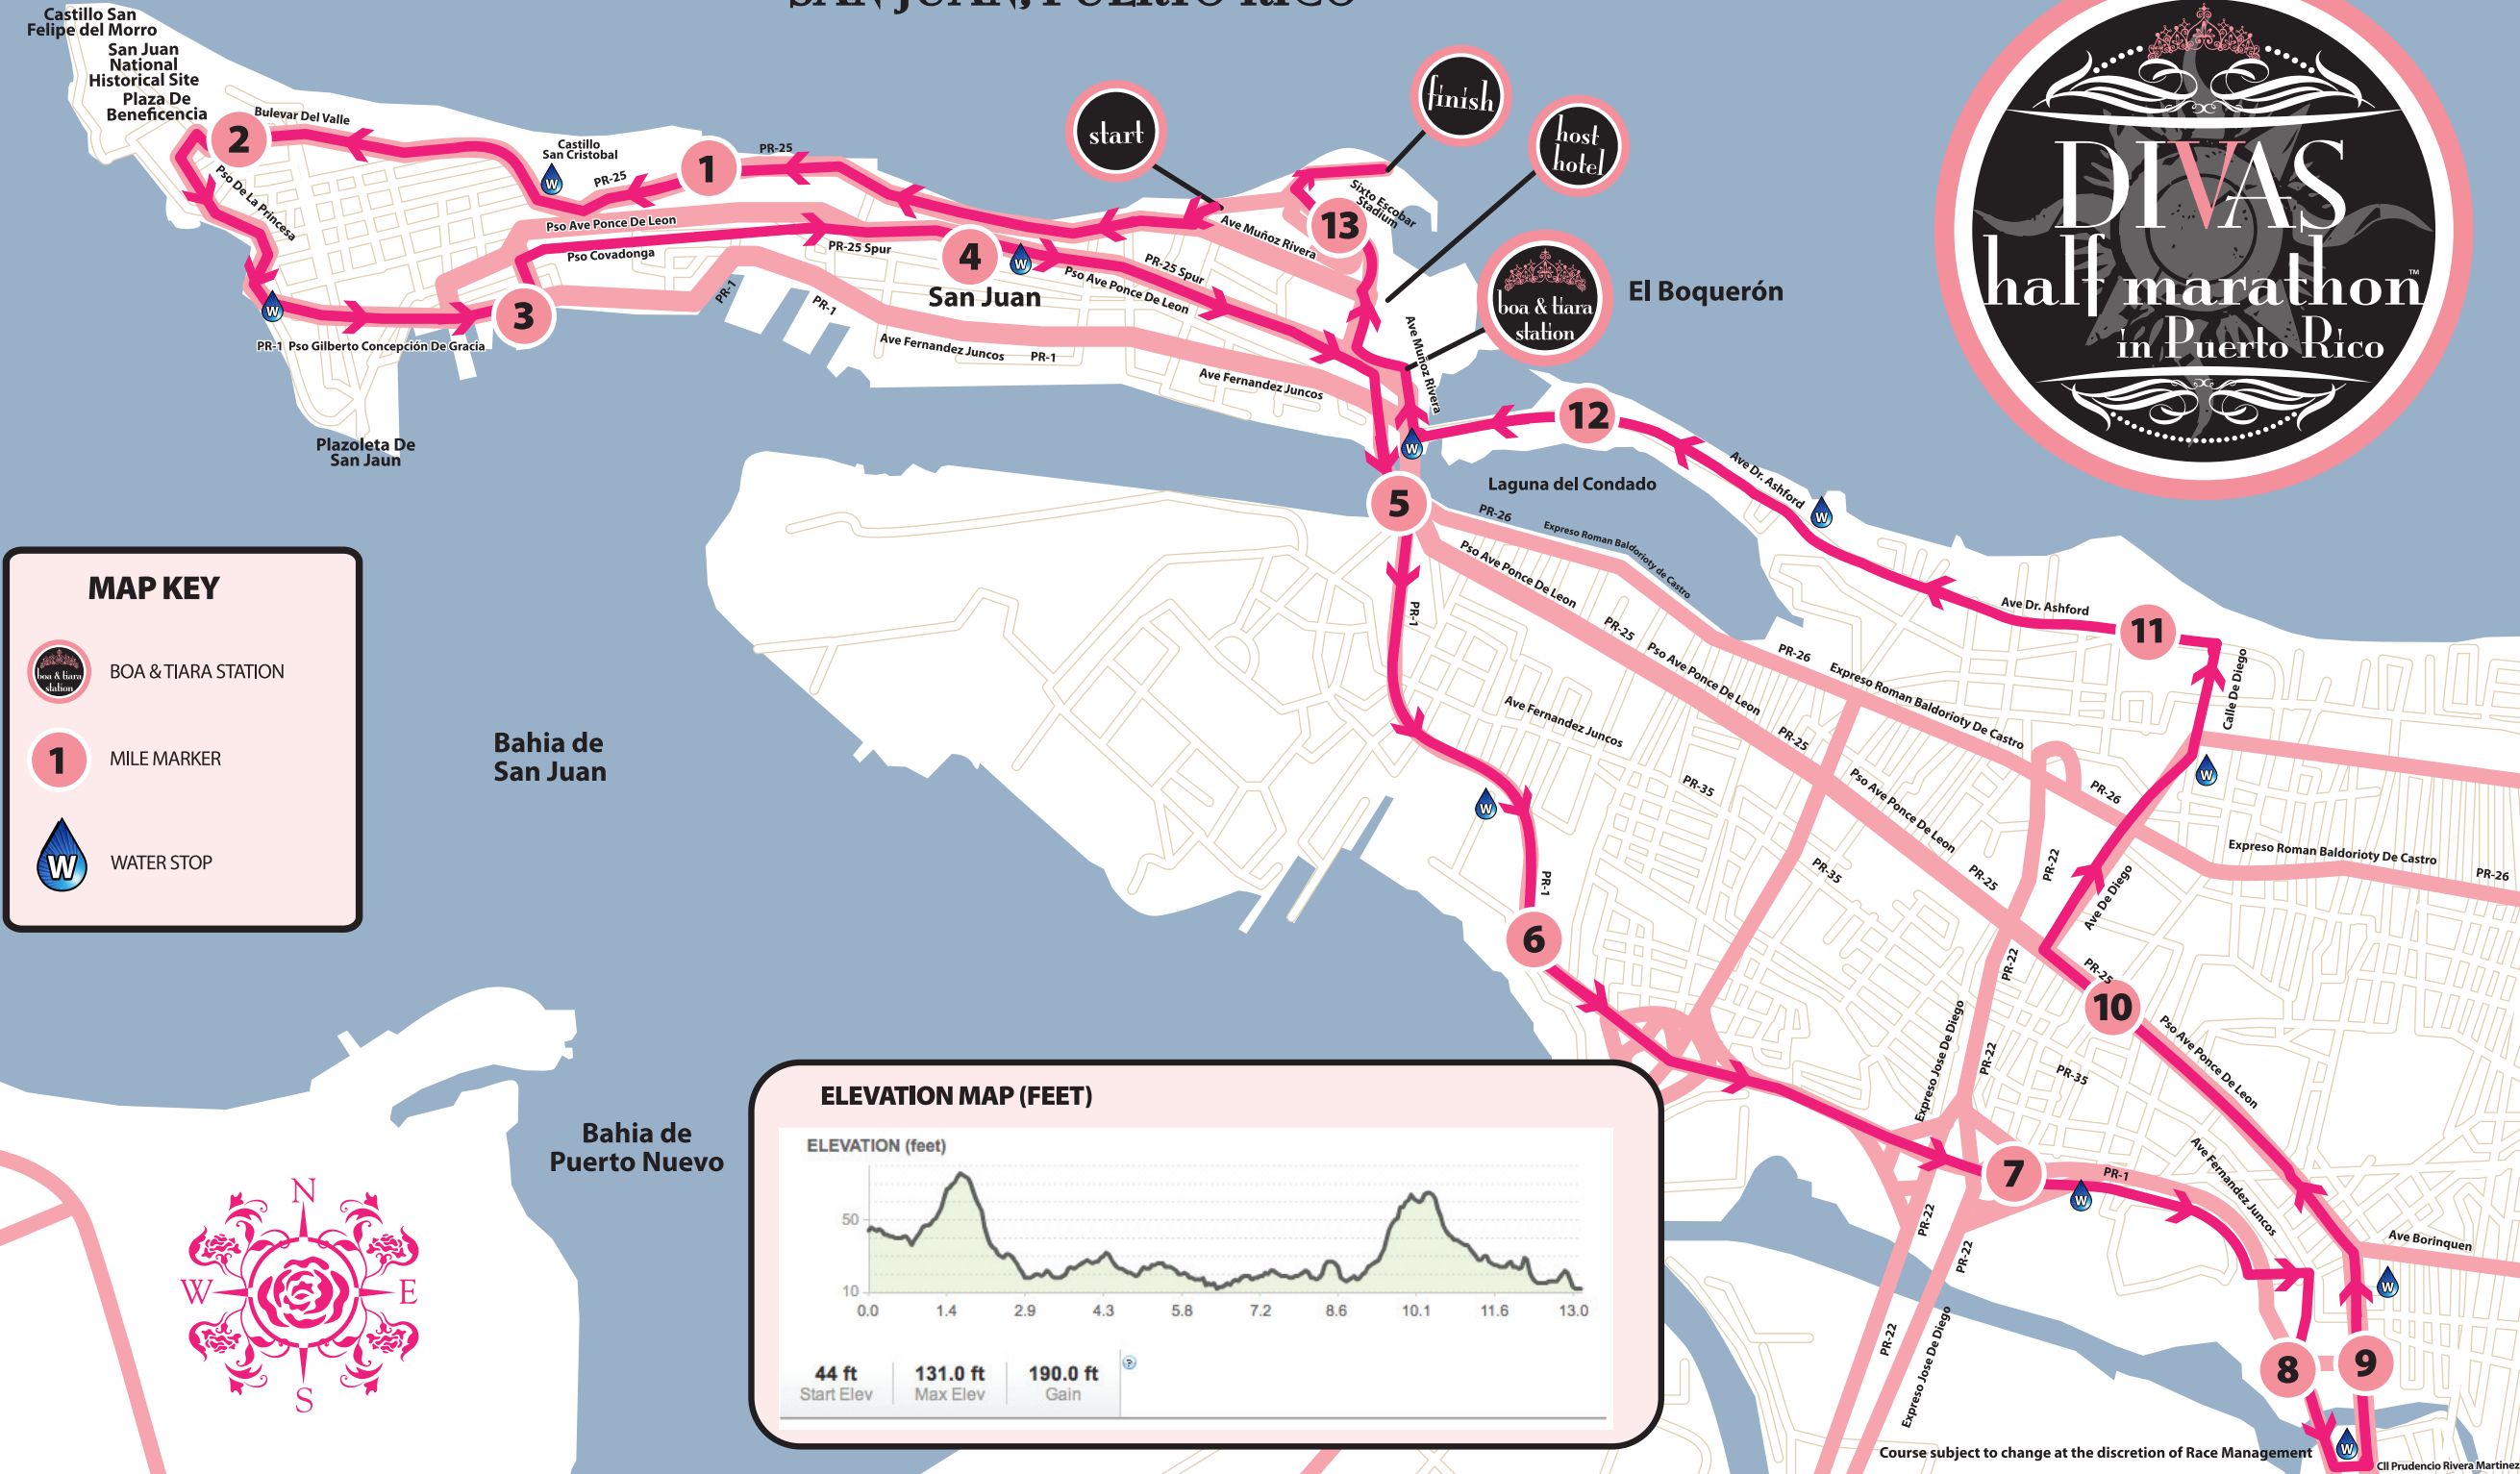 SAN JUAN, PUERTO RICO
Castillo San
Felipe del Morro
San Juan
National
Historical Site
Plaza De
Beneficencia
2
Bulevar Del Valle
Castillo
San Cristobal
W
PR-25
1
PR-25
start
finish
host
hotel
Sixto Escobar
Stadium
13
Ave Muñoz Rivera
Pso De La Princesa
Pso Ave Ponce De Leon
Pso Covadonga
PR-25 Spur
4
W
San Juan
PR-25 Spur
Pso Ave Ponce De Leon
W
3
PR-1
PR-1
PR-1 Pso Gilberto Concepción De Gracia
Ave Fernandez Juncos
PR-1
Ave Fernandez Juncos
Ave Muñoz Rivera
boa & tiara
station
El Boquerón
DIVAS
half marathon™
in Puerto Rico
Plazoleta De
San Jaun
W
12
Laguna del Condado
Ave Dr. Ashford
W
5
PR-26
Expreso Roman Baldorioty de Castro
Pso Ave Ponce De Leon
PR-25
PR-1
Pso Ave Ponce De Leon
PR-26
Expreso Roman Baldorioty De Castro
Ave Dr. Ashford
11
Calle De Diego
MAP KEY
boa & tiara
station
BOA & TIARA STATION
1
MILE MARKER
W
WATER STOP
Bahia de
San Juan
Ave Fernandez Juncos
PR-25
W
PR-35
Pso Ave Ponce De Leon
PR-26
W
PR-1
PR-35
PR-25
PR-22
Ave De Diego
Expreso Roman Baldorioty De Castro
PR-26
6
PR-22
PR-25
10
Pso Ave Ponce De Leon
Expreso Jose De Diego
PR-22
PR-35
Bahia de
Puerto Nuevo
7
PR-1
W
Ave Fernandez Juncos
PR-22
PR-22
Ave Borinquen
W
PR-22
Expreso Jose De Diego
8
9
W
N
W
E
S
ELEVATION MAP (FEET)
ELEVATION (feet)
50
10
0.0 1.4 2.9 4.3 5.8 7.2 8.6 10.1 11.6 13.0
44 ft 131.0 ft 190.0 ft ?
Start Elev Max Elev Gain
Course subject to change at the discretion of Race Management
Cll Prudencio Rivera Martinez